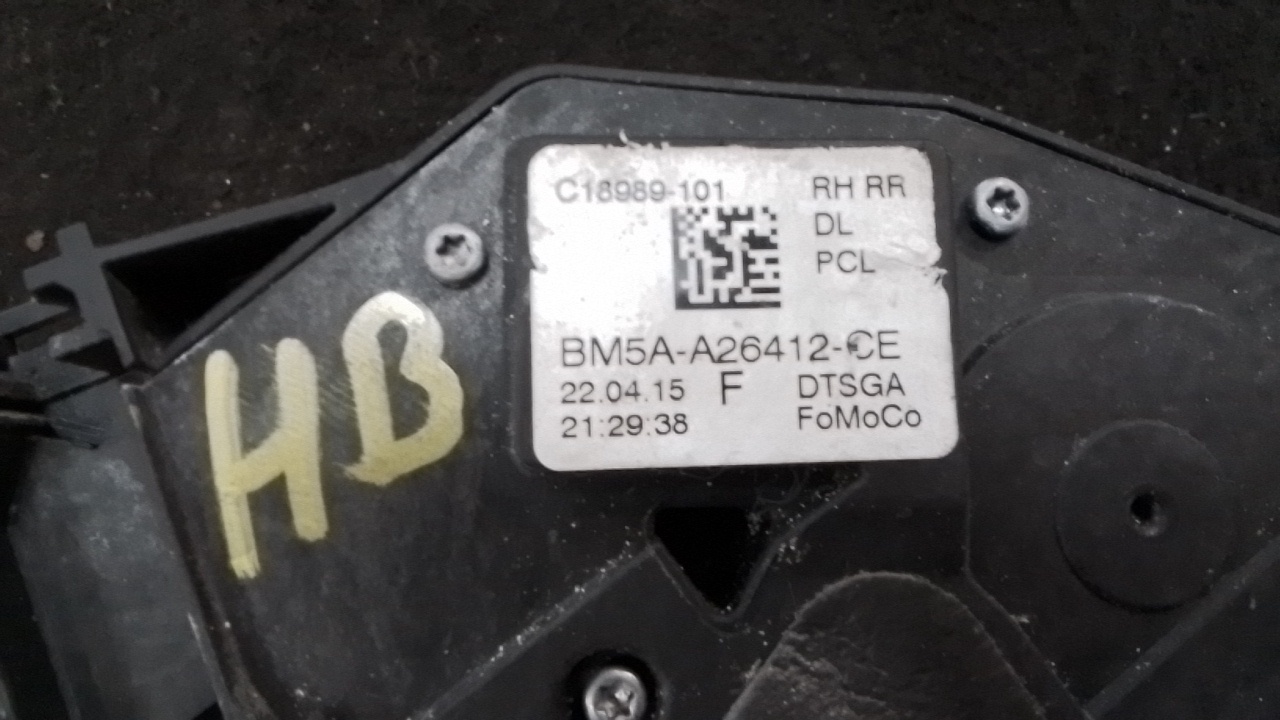 C18989-101 RH RR
DL
PCL
BM5A-A26412-CE
22.04.15 F DTSGA
21:29:38 FoMoCo
HB